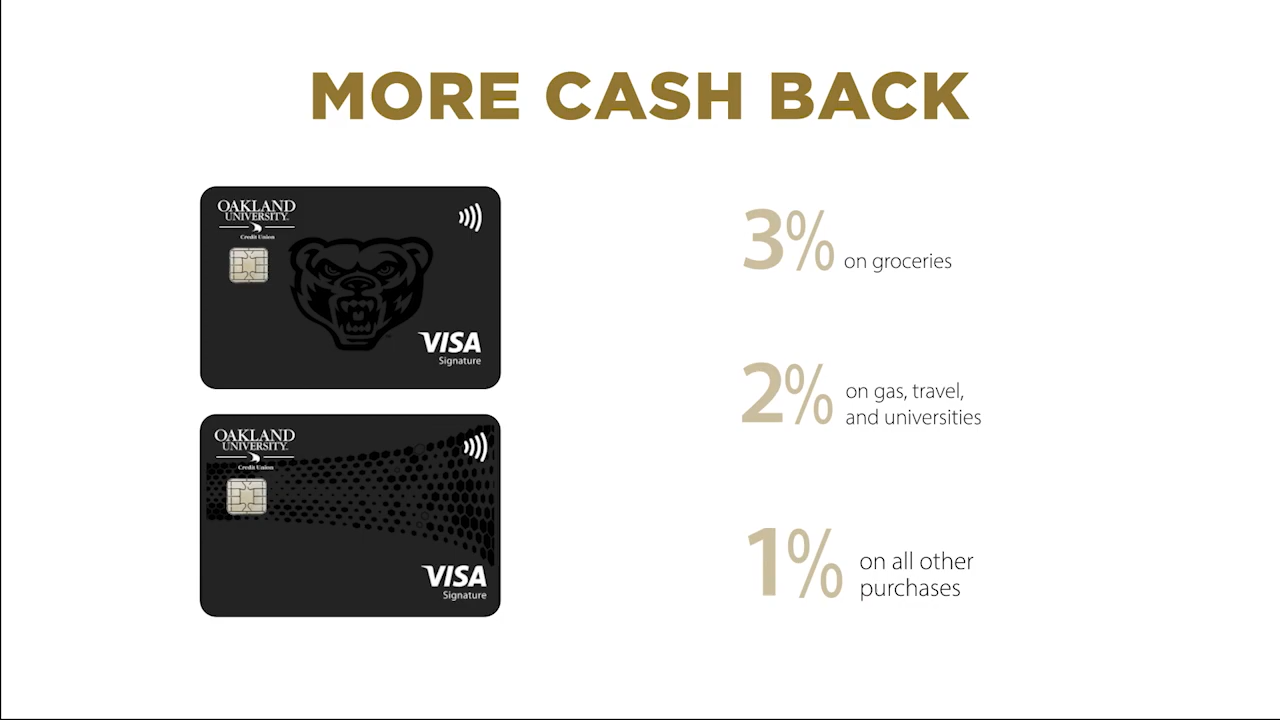 MORE CASH BACK
OAKLAND
UNIVERSITY
Credit Union
VISA
Signature
OAKLAND
UNIVERSITY
Credit Union
VISA
Signature
3% on groceries
2% on gas, travel,
and universities
1% on all other
purchases